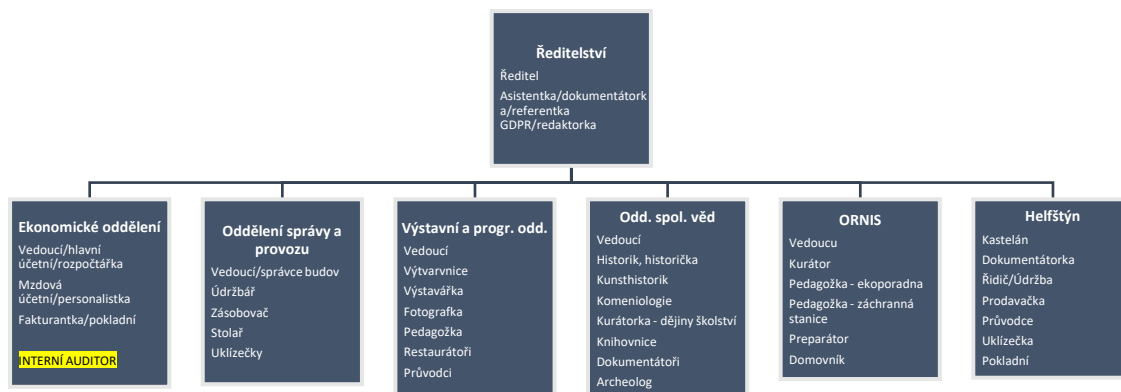 Ředitelství
Ředitel
Asistentka/dokumentátork
a/referentka
GDPR/redaktorka
Ekonomické oddělení
Vedoucí/hlavní
účetní/rozpočtářka
Mzdová
účetní/personalistka
Fakturantka/pokladní
INTERNÍ AUDITOR
Oddělení správy a
provozu
Vedoucí/správce budov
Údržbář
Zásobovač
Stolař
Uklízečky
Výstavní a progr. odd.
Vedoucí
Výtvarvnice
Výstavářka
Fotografka
Pedagožka
Restaurátoři
Průvodci
Odd. spol. věd
Vedoucí
Historik, historička
Kunsthistorik
Komeniologie
Kurátorka - dějiny školství
Knihovnice
Dokumentátoři
Archeolog
ORNIS
Vedoucu
Kurátor
Pedagožka - ekoporadna
Pedagožka - záchranná
stanice
Preparátor
Domovník
Helfštýn
Kastelán
Dokumentátorka
Řidič/Údržba
Prodavačka
Průvodce
Uklízečka
Pokladní